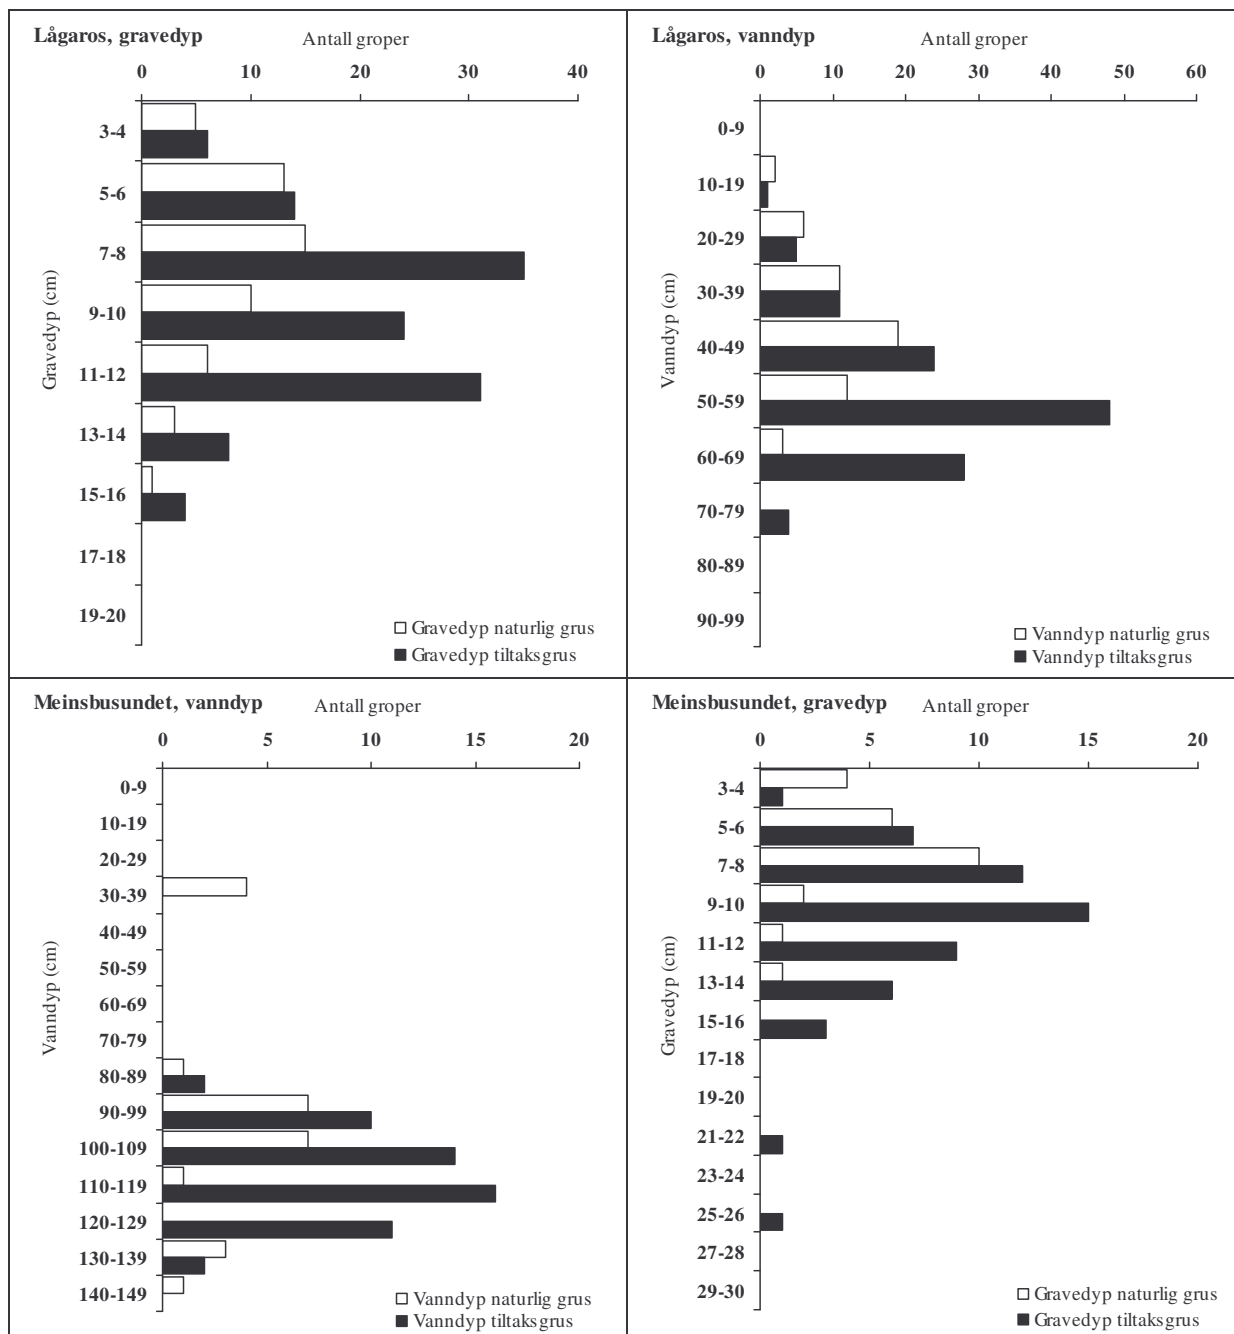 Lågaros, gravedyp
Antall groper
0 10 20 30 40
3-4
5-6
7-8
9-10
11-12
13-14
15-16
17-18
19-20
Gravedyp (cm)
Gravedyp naturlig grus
Gravedyp tiltaksgrus
Lågaros, vanndyp
Antall groper
0 10 20 30 40 50 60
0-9
10-19
20-29
30-39
40-49
50-59
60-69
70-79
80-89
90-99
Vanndyp (cm)
Vanndyp naturlig grus
Vanndyp tiltaksgrus
Meinsbusundet, vanndyp
Antall groper
0 5 10 15 20
0-9
10-19
20-29
30-39
40-49
50-59
60-69
70-79
80-89
90-99
100-109
110-119
120-129
130-139
140-149
Vanndyp (cm)
Vanndyp naturlig grus
Vanndyp tiltaksgrus
Meinsbusundet, gravedyp
Antall groper
0 5 10 15 20
3-4
5-6
7-8
9-10
11-12
13-14
15-16
17-18
19-20
21-22
23-24
25-26
27-28
29-30
Gravedyp (cm)
Gravedyp naturlig grus
Gravedyp tiltaksgrus